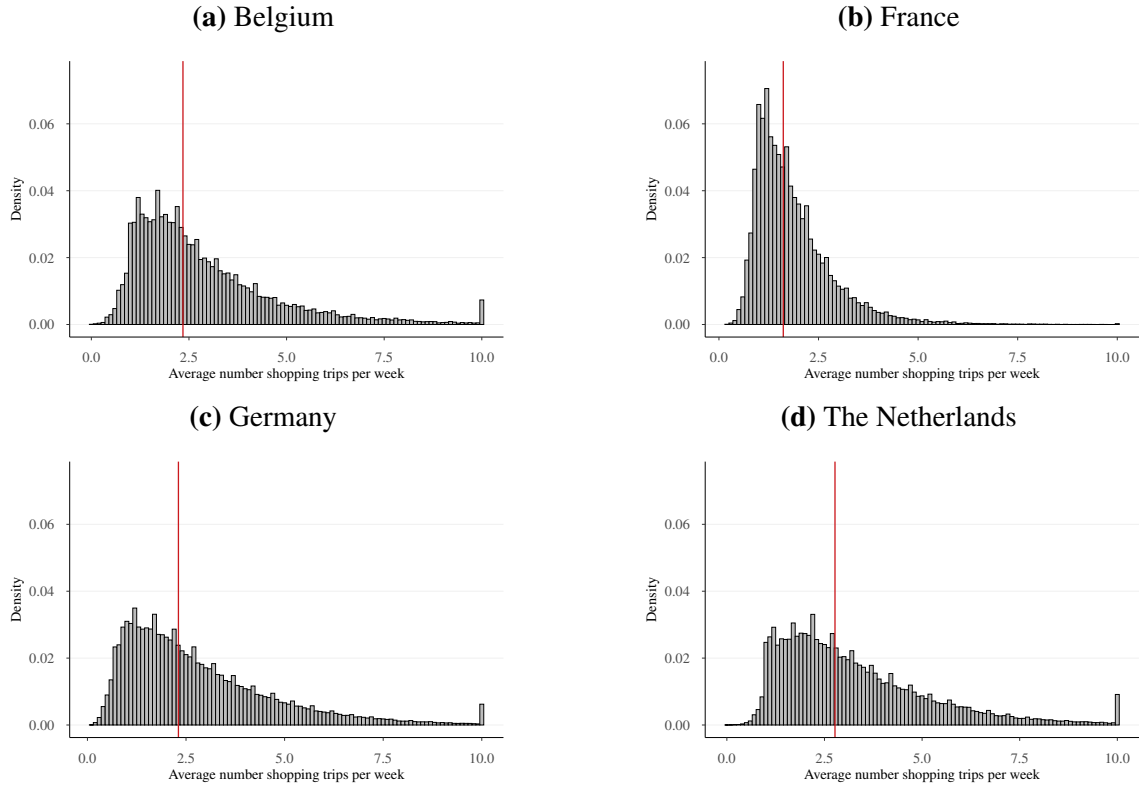 (a) Belgium
0.06
0.04
0.02
0.00
Density
0.0 2.5 5.0 7.5 10.0
Average number shopping trips per week
(b) France
0.06
0.04
0.02
0.00
Density
0.0 2.5 5.0 7.5 10.0
Average number shopping trips per week
(c) Germany
0.06
0.04
0.02
0.00
Density
0.0 2.5 5.0 7.5 10.0
Average number shopping trips per week
(d) The Netherlands
0.06
0.04
0.02
0.00
Density
0.0 2.5 5.0 7.5 10.0
Average number shopping trips per week